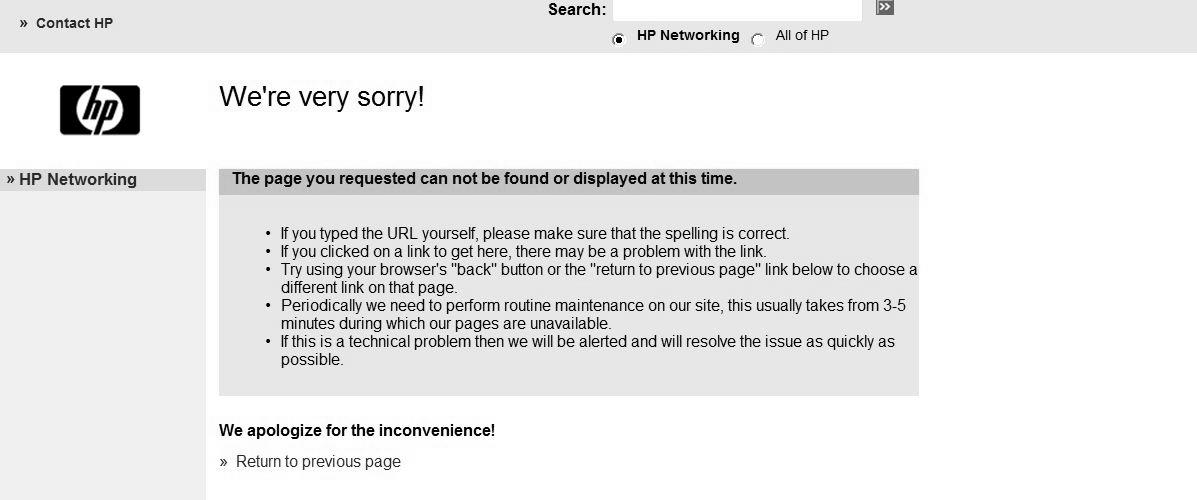 » Contact HP
Search:
>>
HP Networking
All of HP
hp
We're very sorry!
» HP Networking
The page you requested can not be found or displayed at this time.
• If you typed the URL yourself, please make sure that the spelling is correct.
• If you clicked on a link to get here, there may be a problem with the link.
• Try using your browser's "back" button or the "return to previous page" link below to choose a
different link on that page.
• Periodically we need to perform routine maintenance on our site, this usually takes from 3-5
minutes during which our pages are unavailable.
• If this is a technical problem then we will be alerted and will resolve the issue as quickly as
possible.
We apologize for the inconvenience!
» Return to previous page